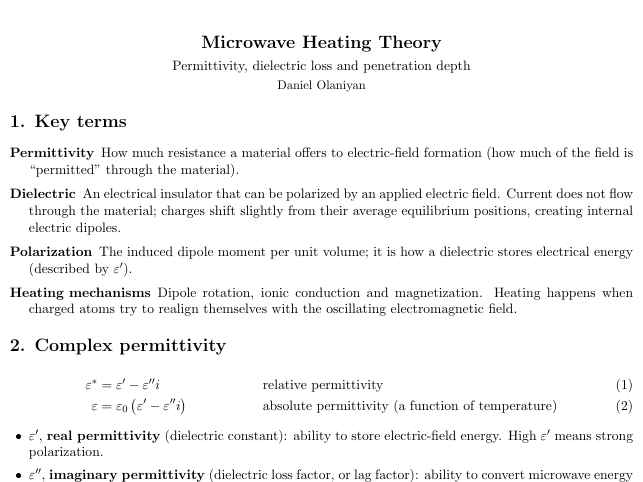 Microwave Heating Theory
Permittivity, dielectric loss and penetration depth
Daniel Olaniyan
1. Key terms
Permittivity How much resistance a material offers to electric-field formation (how much of the field is
“permitted” through the material).
Dielectric An electrical insulator that can be polarized by an applied electric field. Current does not flow
through the material; charges shift slightly from their average equilibrium positions, creating internal
electric dipoles.
Polarization The induced dipole moment per unit volume; it is how a dielectric stores electrical energy
(described by ε′).
Heating mechanisms Dipole rotation, ionic conduction and magnetization. Heating happens when
charged atoms try to realign themselves with the oscillating electromagnetic field.
2. Complex permittivity
ε* = ε′ − ε″i relative permittivity (1)
ε = ε₀ (ε′ − ε″i) absolute permittivity (a function of temperature) (2)
• ε′, real permittivity (dielectric constant): ability to store electric-field energy. High ε′ means strong
polarization.
• ε″, imaginary permittivity (dielectric loss factor, or lag factor): ability to convert microwave energy